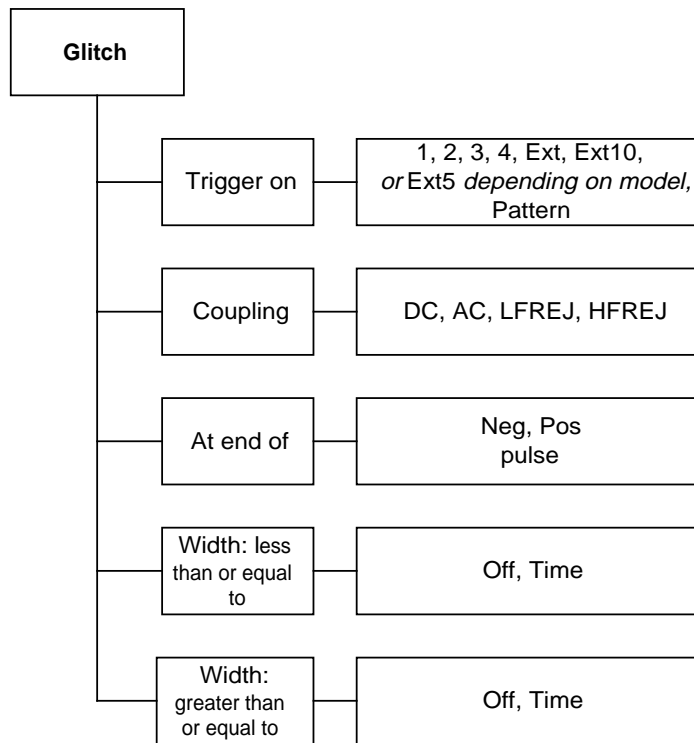 Glitch
Trigger on
1, 2, 3, 4, Ext, Ext10,
or Ext5 depending on model,
Pattern
Coupling
DC, AC, LFREJ, HFREJ
At end of
Neg, Pos
pulse
Width: less
than or equal
to
Off, Time
Width:
greater than
or equal to
Off, Time